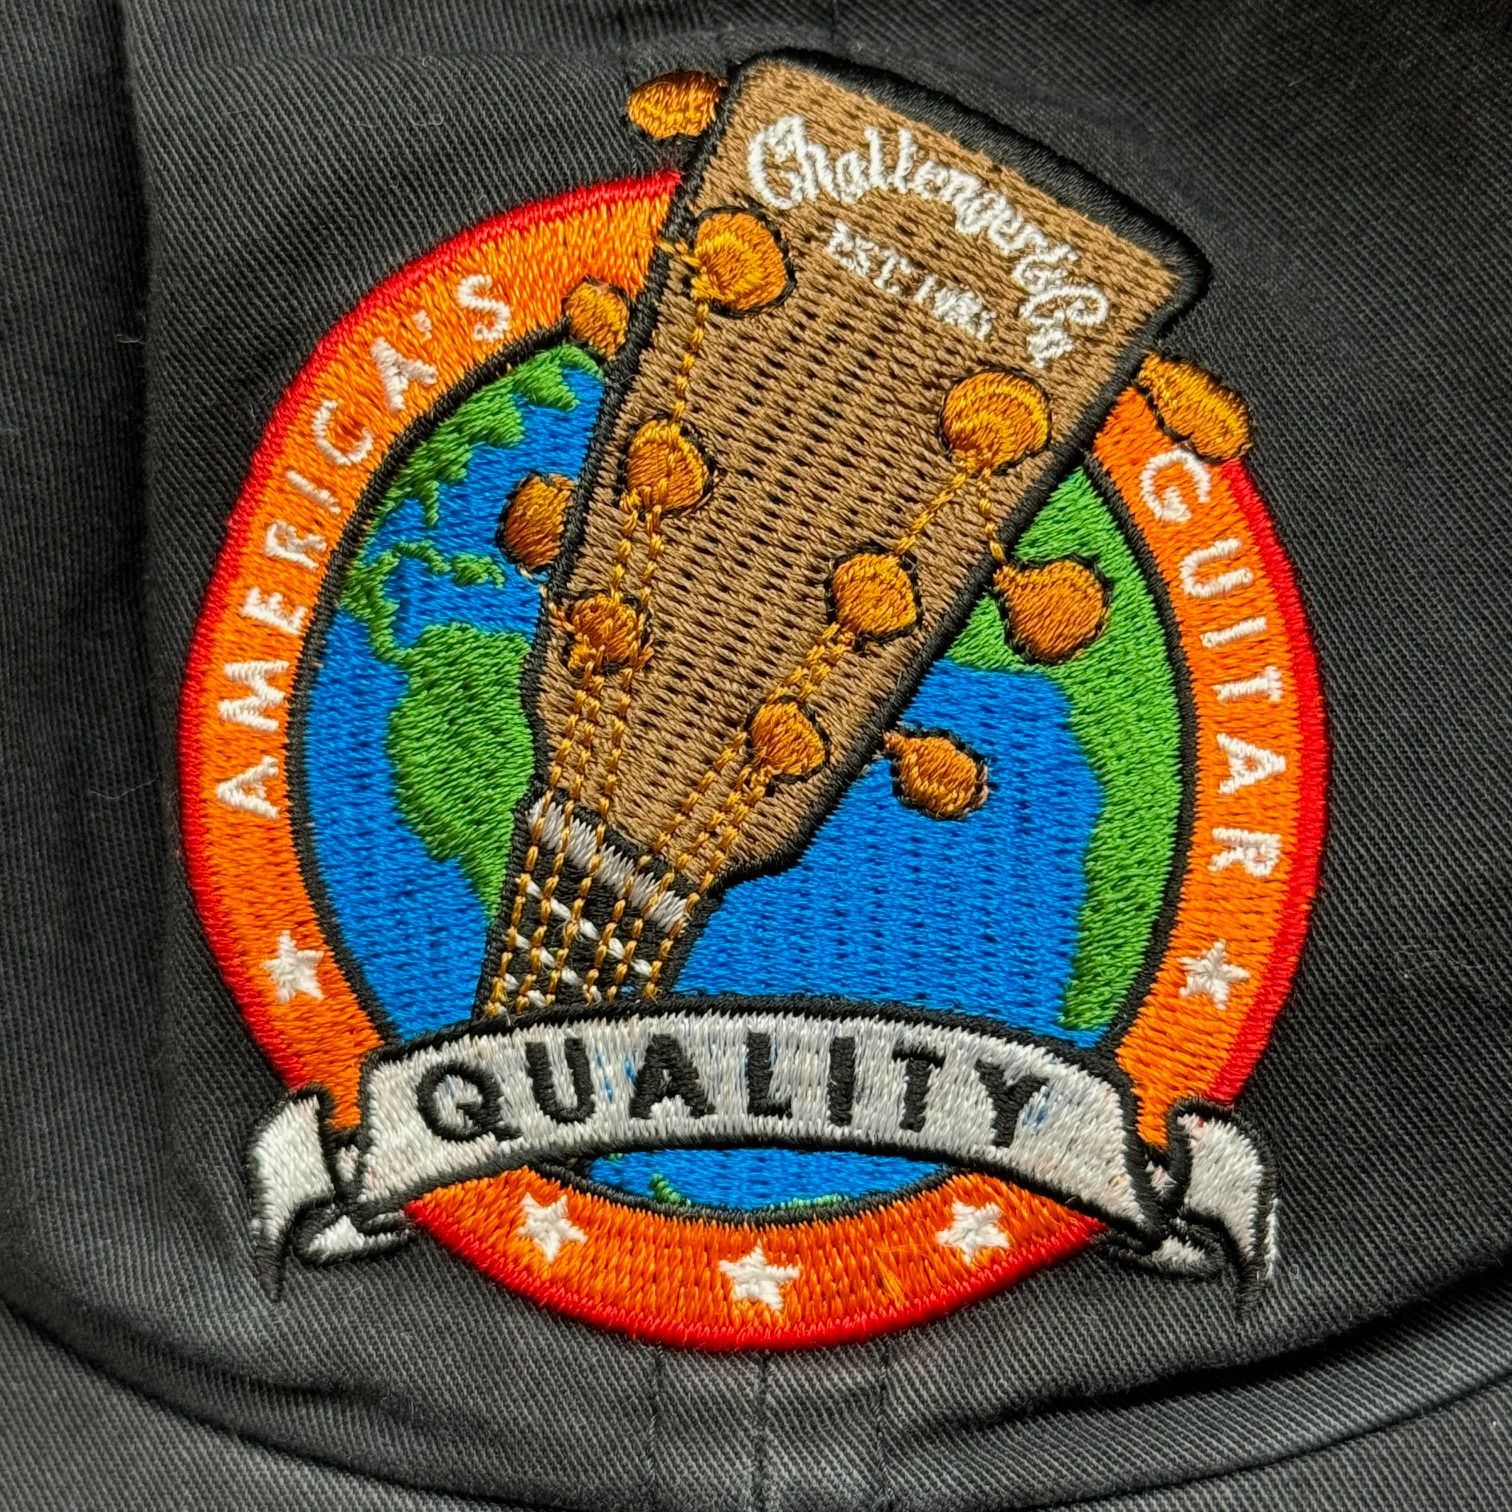 Challenger & Co
EST. 
AMERICA'S GUITAR
QUALITY